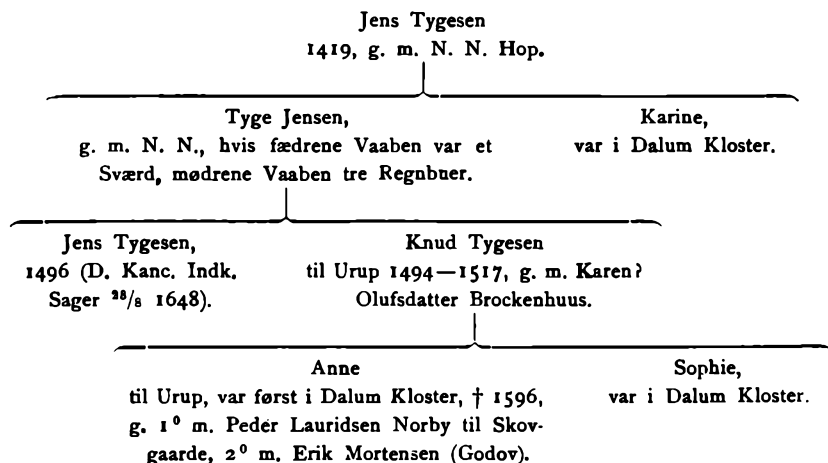 Jens Tygesen
1419, g. m. N. N. Hop.
Tyge Jensen,
g. m. N. N., hvis fædrene Vaaben var et
Sværd, mødrene Vaaben tre Regnbuer.
Karine,
var i Dalum Kloster.
Jens Tygesen,
1496 (D. Kanc. Indk.
Sager 28/8 1648).
Knud Tygesen
til Urup 1494—1517, g. m. Karen?
Olufsdatter Brockenhuus.
Anne
til Urup, var først i Dalum Kloster, † 1596,
g. 1⁰ m. Peder Lauridsen Norby til Skov-
gaarde, 2⁰ m. Erik Mortensen (Godov).
Sophie,
var i Dalum Kloster.